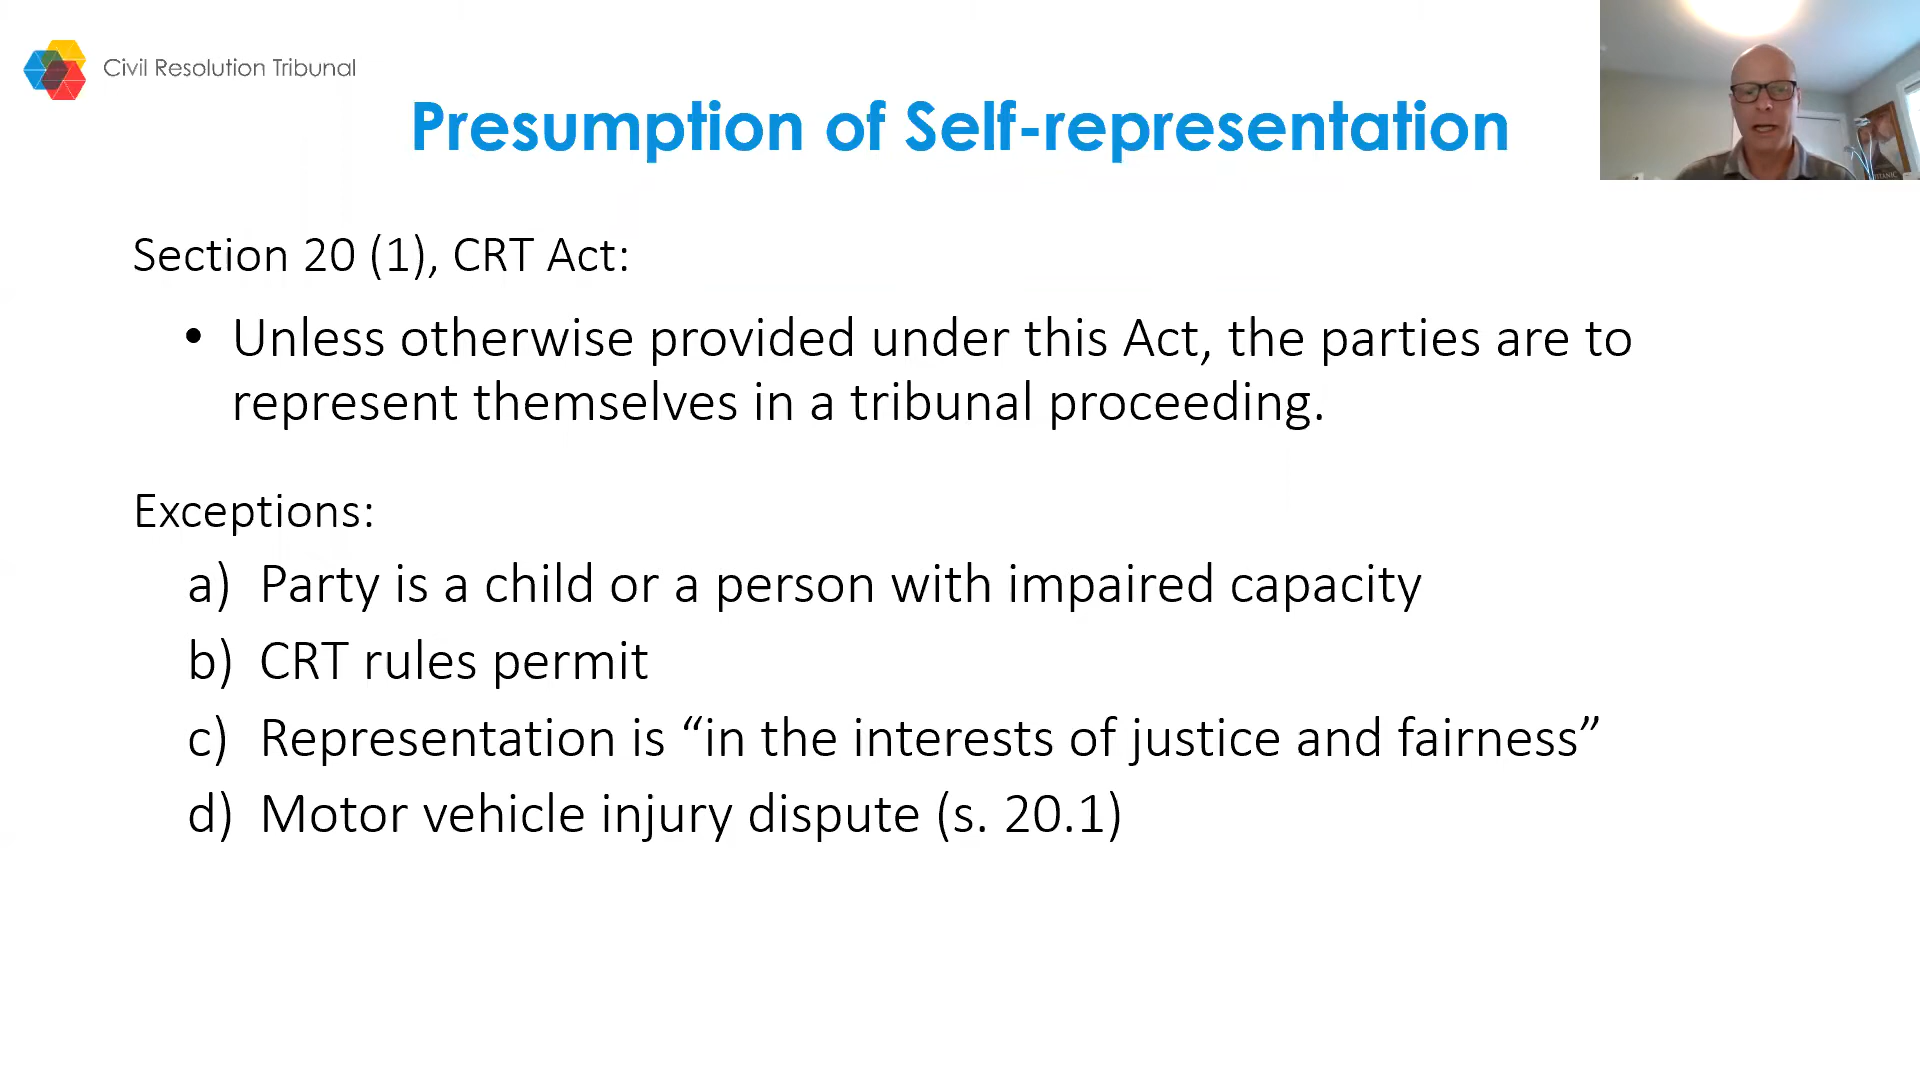 Civil Resolution Tribunal
Presumption of Self-representation
Section 20 (1), CRT Act:
• Unless otherwise provided under this Act, the parties are to
represent themselves in a tribunal proceeding.
Exceptions:
a) Party is a child or a person with impaired capacity
b) CRT rules permit
c) Representation is “in the interests of justice and fairness”
d) Motor vehicle injury dispute (s. 20.1)